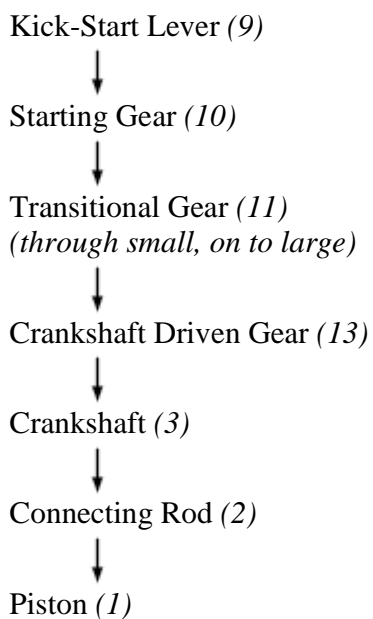 Kick-Start Lever (9)
Starting Gear (10)
Transitional Gear (11)
(through small, on to large)
Crankshaft Driven Gear (13)
Crankshaft (3)
Connecting Rod (2)
Piston (1)